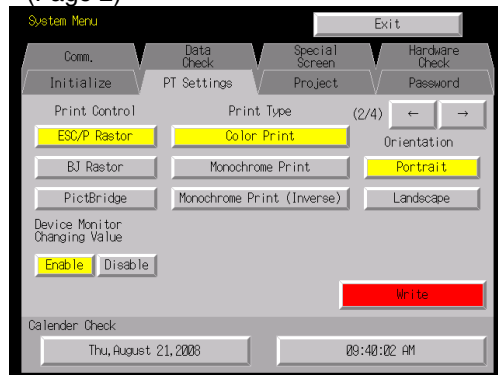 (Page 2)
System Menu
Exit
Comm.
Data
Check
Special
Screen
Hardware
Check
Initialize
PT Settings
Project
Password
Print Control
Print Type
(2/4)
←
→
ESC/P Rastor
Color Print
Orientation
BJ Rastor
Monochrome Print
Portrait
PictBridge
Monochrome Print (Inverse)
Landscape
Device Monitor
Changing Value
Enable
Disable
Write
Calender Check
Thu,August 21,2008
09:40:02 AM